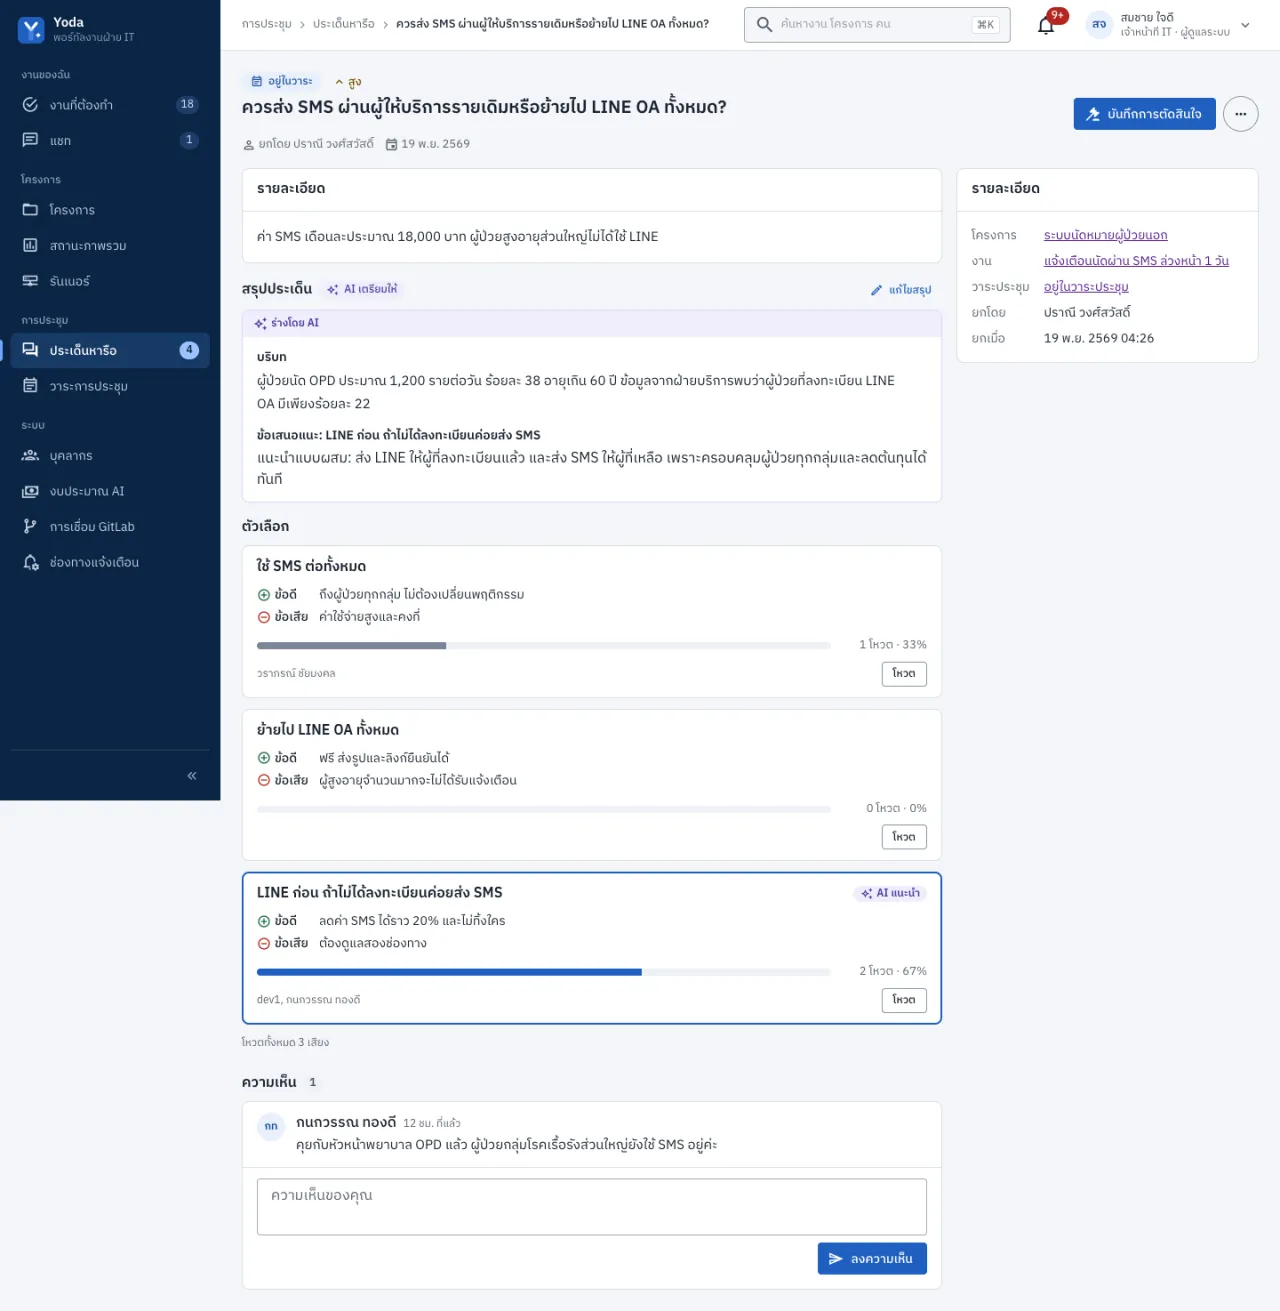 Yoda
พอร์ทัลงานฝ่าย IT
งานของฉัน
งานที่ต้องทำ 18
แชท 1
โครงการ
โครงการ
สถานะภาพรวม
รันเนอร์
การประชุม
ประเด็นหารือ 4
วาระการประชุม
ระบบ
บุคลากร
งบประมาณ AI
การเชื่อม GitLab
ช่องทางแจ้งเตือน
การประชุม > ประเด็นหารือ > ควรส่ง SMS ผ่านผู้ให้บริการรายเดิมหรือย้ายไป LINE OA ทั้งหมด?
ค้นหางาน โครงการ คน ⌘K
9+
สจ
สมชาย ใจดี
เจ้าหน้าที่ IT · ผู้ดูแลระบบ
อยู่ในวาระ สูง
ควรส่ง SMS ผ่านผู้ให้บริการรายเดิมหรือย้ายไป LINE OA ทั้งหมด?
ยกโดย ปราณี วงศ์สวัสดิ์ 19 พ.ย. 2569
บันทึกการตัดสินใจ
รายละเอียด
ค่า SMS เดือนละประมาณ 18,000 บาท ผู้ป่วยสูงอายุส่วนใหญ่ไม่ได้ใช้ LINE
สรุปประเด็น AI เตรียมให้ แก้ไขสรุป
ร่างโดย AI
บริบท
ผู้ป่วยนัด OPD ประมาณ 1,200 รายต่อวัน ร้อยละ 38 อายุเกิน 60 ปี ข้อมูลจากฝ่ายบริการพบว่าผู้ป่วยที่ลงทะเบียน LINE
OA มีเพียงร้อยละ 22
ข้อเสนอแนะ: LINE ก่อน ถ้าไม่ได้ลงทะเบียนค่อยส่ง SMS
แนะนำแบบผสม: ส่ง LINE ให้ผู้ที่ลงทะเบียนแล้ว และส่ง SMS ให้ผู้ที่เหลือ เพราะครอบคลุมผู้ป่วยทุกกลุ่มและลดต้นทุนได้
ทันที
ตัวเลือก
ใช้ SMS ต่อทั้งหมด
ข้อดี ถึงผู้ป่วยทุกกลุ่ม ไม่ต้องเปลี่ยนพฤติกรรม
ข้อเสีย ค่าใช้จ่ายสูงและคงที่
1 โหวต · 33%
วราภรณ์ ชัยมงคล โหวต
ย้ายไป LINE OA ทั้งหมด
ข้อดี ฟรี ส่งรูปและลิงก์ยืนยันได้
ข้อเสีย ผู้สูงอายุจำนวนมากจะไม่ได้รับแจ้งเตือน
0 โหวต · 0%
โหวต
LINE ก่อน ถ้าไม่ได้ลงทะเบียนค่อยส่ง SMS AI แนะนำ
ข้อดี ลดค่า SMS ได้ราว 20% และไม่ทิ้งใคร
ข้อเสีย ต้องดูแลสองช่องทาง
2 โหวต · 67%
dev1, กนกวรรณ ทองดี โหวต
โหวตทั้งหมด 3 เสียง
ความเห็น 1
กท
กนกวรรณ ทองดี 12 ชม. ที่แล้ว
คุยกับหัวหน้าพยาบาล OPD แล้ว ผู้ป่วยกลุ่มโรคเรื้อรังส่วนใหญ่ยังใช้ SMS อยู่ค่ะ
ความเห็นของคุณ
ลงความเห็น
รายละเอียด
โครงการ ระบบนัดหมายผู้ป่วยนอก
งาน แจ้งเตือนนัดผ่าน SMS ล่วงหน้า 1 วัน
วาระประชุม อยู่ในวาระประชุม
ยกโดย ปราณี วงศ์สวัสดิ์
ยกเมื่อ 19 พ.ย. 2569 04:26